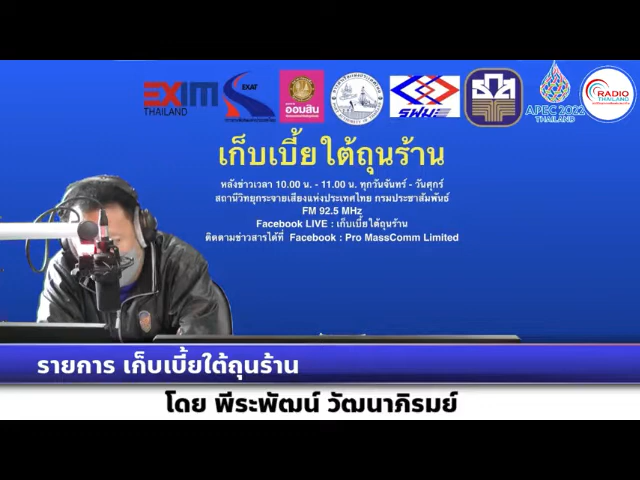 EXIM
THAILAND
EXAT
ออมสิน
รฟม
ธกส
APEC 2022
THAILAND
RADIO
THAILAND
เก็บเบี้ยใต้ถุนร้าน
หลังข่าวเวลา 10.00 น. - 11.00 น. ทุกวันจันทร์ - วันศุกร์
สถานีวิทยุกระจายเสียงแห่งประเทศไทย กรมประชาสัมพันธ์
FM 92.5 MHz
Facebook LIVE : เก็บเบี้ยใต้ถุนร้าน
ติดตามข่าวสารได้ที่ Facebook : Pro MassComm Limited
รายการ เก็บเบี้ยใต้ถุนร้าน
โดย พีระพัฒน์ วัฒนาภิรมย์